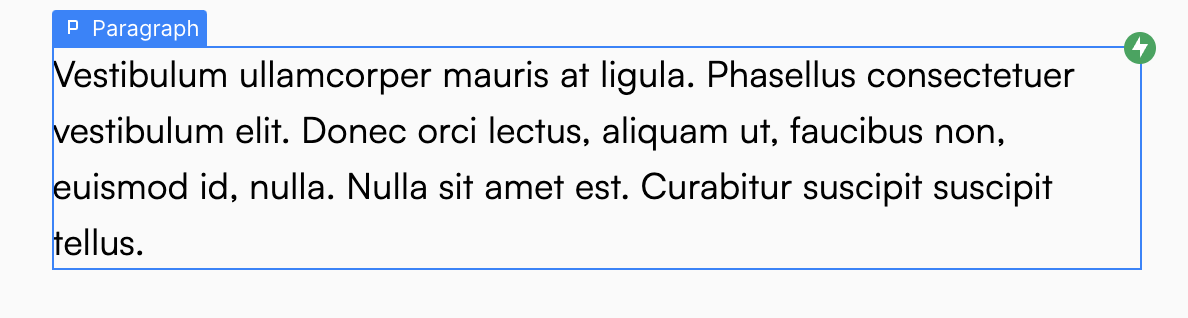 Paragraph
Vestibulum ullamcorper mauris at ligula. Phasellus consectetuer
vestibulum elit. Donec orci lectus, aliquam ut, faucibus non,
euismod id, nulla. Nulla sit amet est. Curabitur suscipit suscipit
tellus.